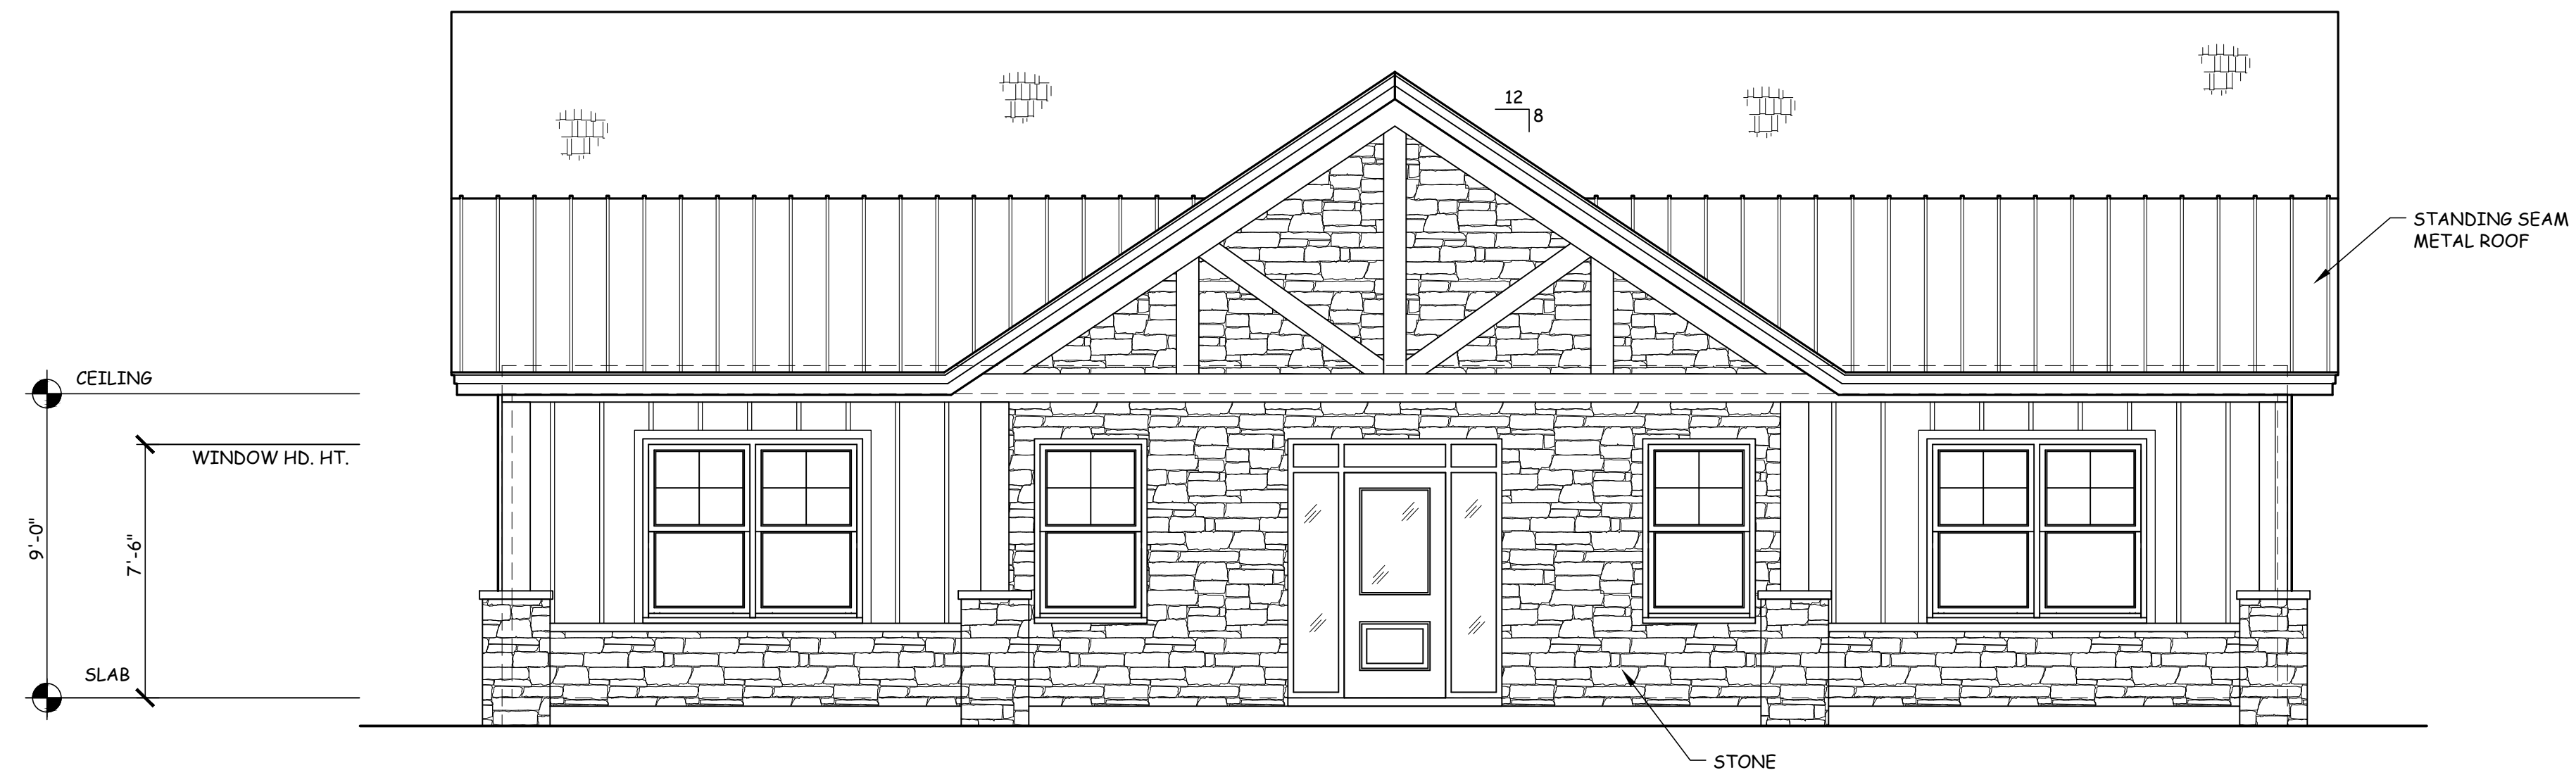 12
8
STANDING SEAM
METAL ROOF
CEILING
WINDOW HD. HT.
9'-0"
7'-6"
SLAB
STONE